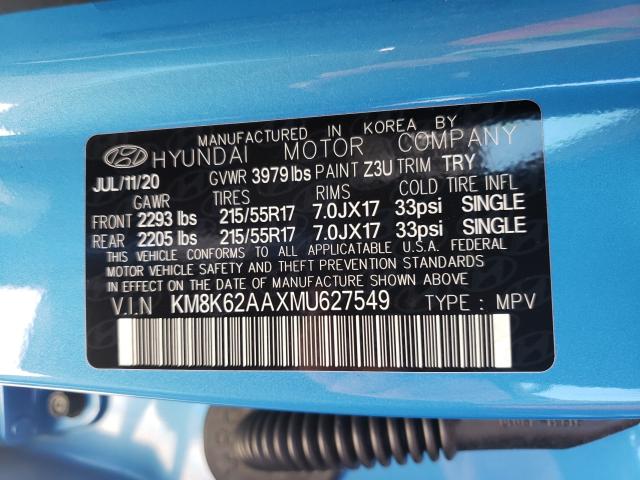 MANUFACTURED IN KOREA BY
HYUNDAI MOTOR COMPANY
JUL/11/20 GVWR 3979lbs PAINT Z3U TRIM TRY
GAWR TIRES RIMS COLD TIRE INFL
FRONT 2293 lbs 215/55R17 7.0JX17 33psi SINGLE
REAR 2205 lbs 215/55R17 7.0JX17 33psi SINGLE
THIS VEHICLE CONFORMS TO ALL APPLICABLE U.S.A. FEDERAL
MOTOR VEHICLE SAFETY AND THEFT PREVENTION STANDARDS
IN EFFECT ON THE DATE OF MANUFACTURE SHOWN ABOVE.
V.I.N KM8K62AAXMU627549 TYPE : MPV